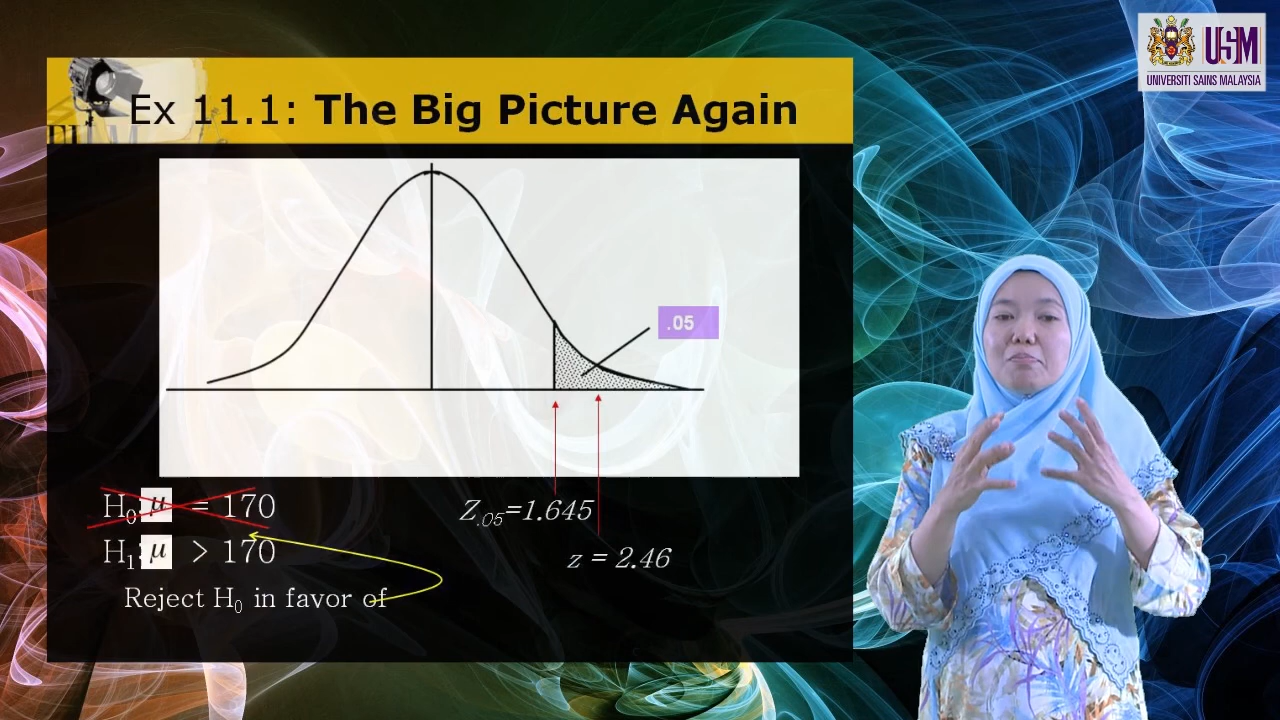 USM
UNIVERSITI SAINS MALAYSIA
Ex 11.1: The Big Picture Again
.05
H0: μ = 170
Z.05=1.645
H1: μ > 170
z = 2.46
Reject H0 in favor of